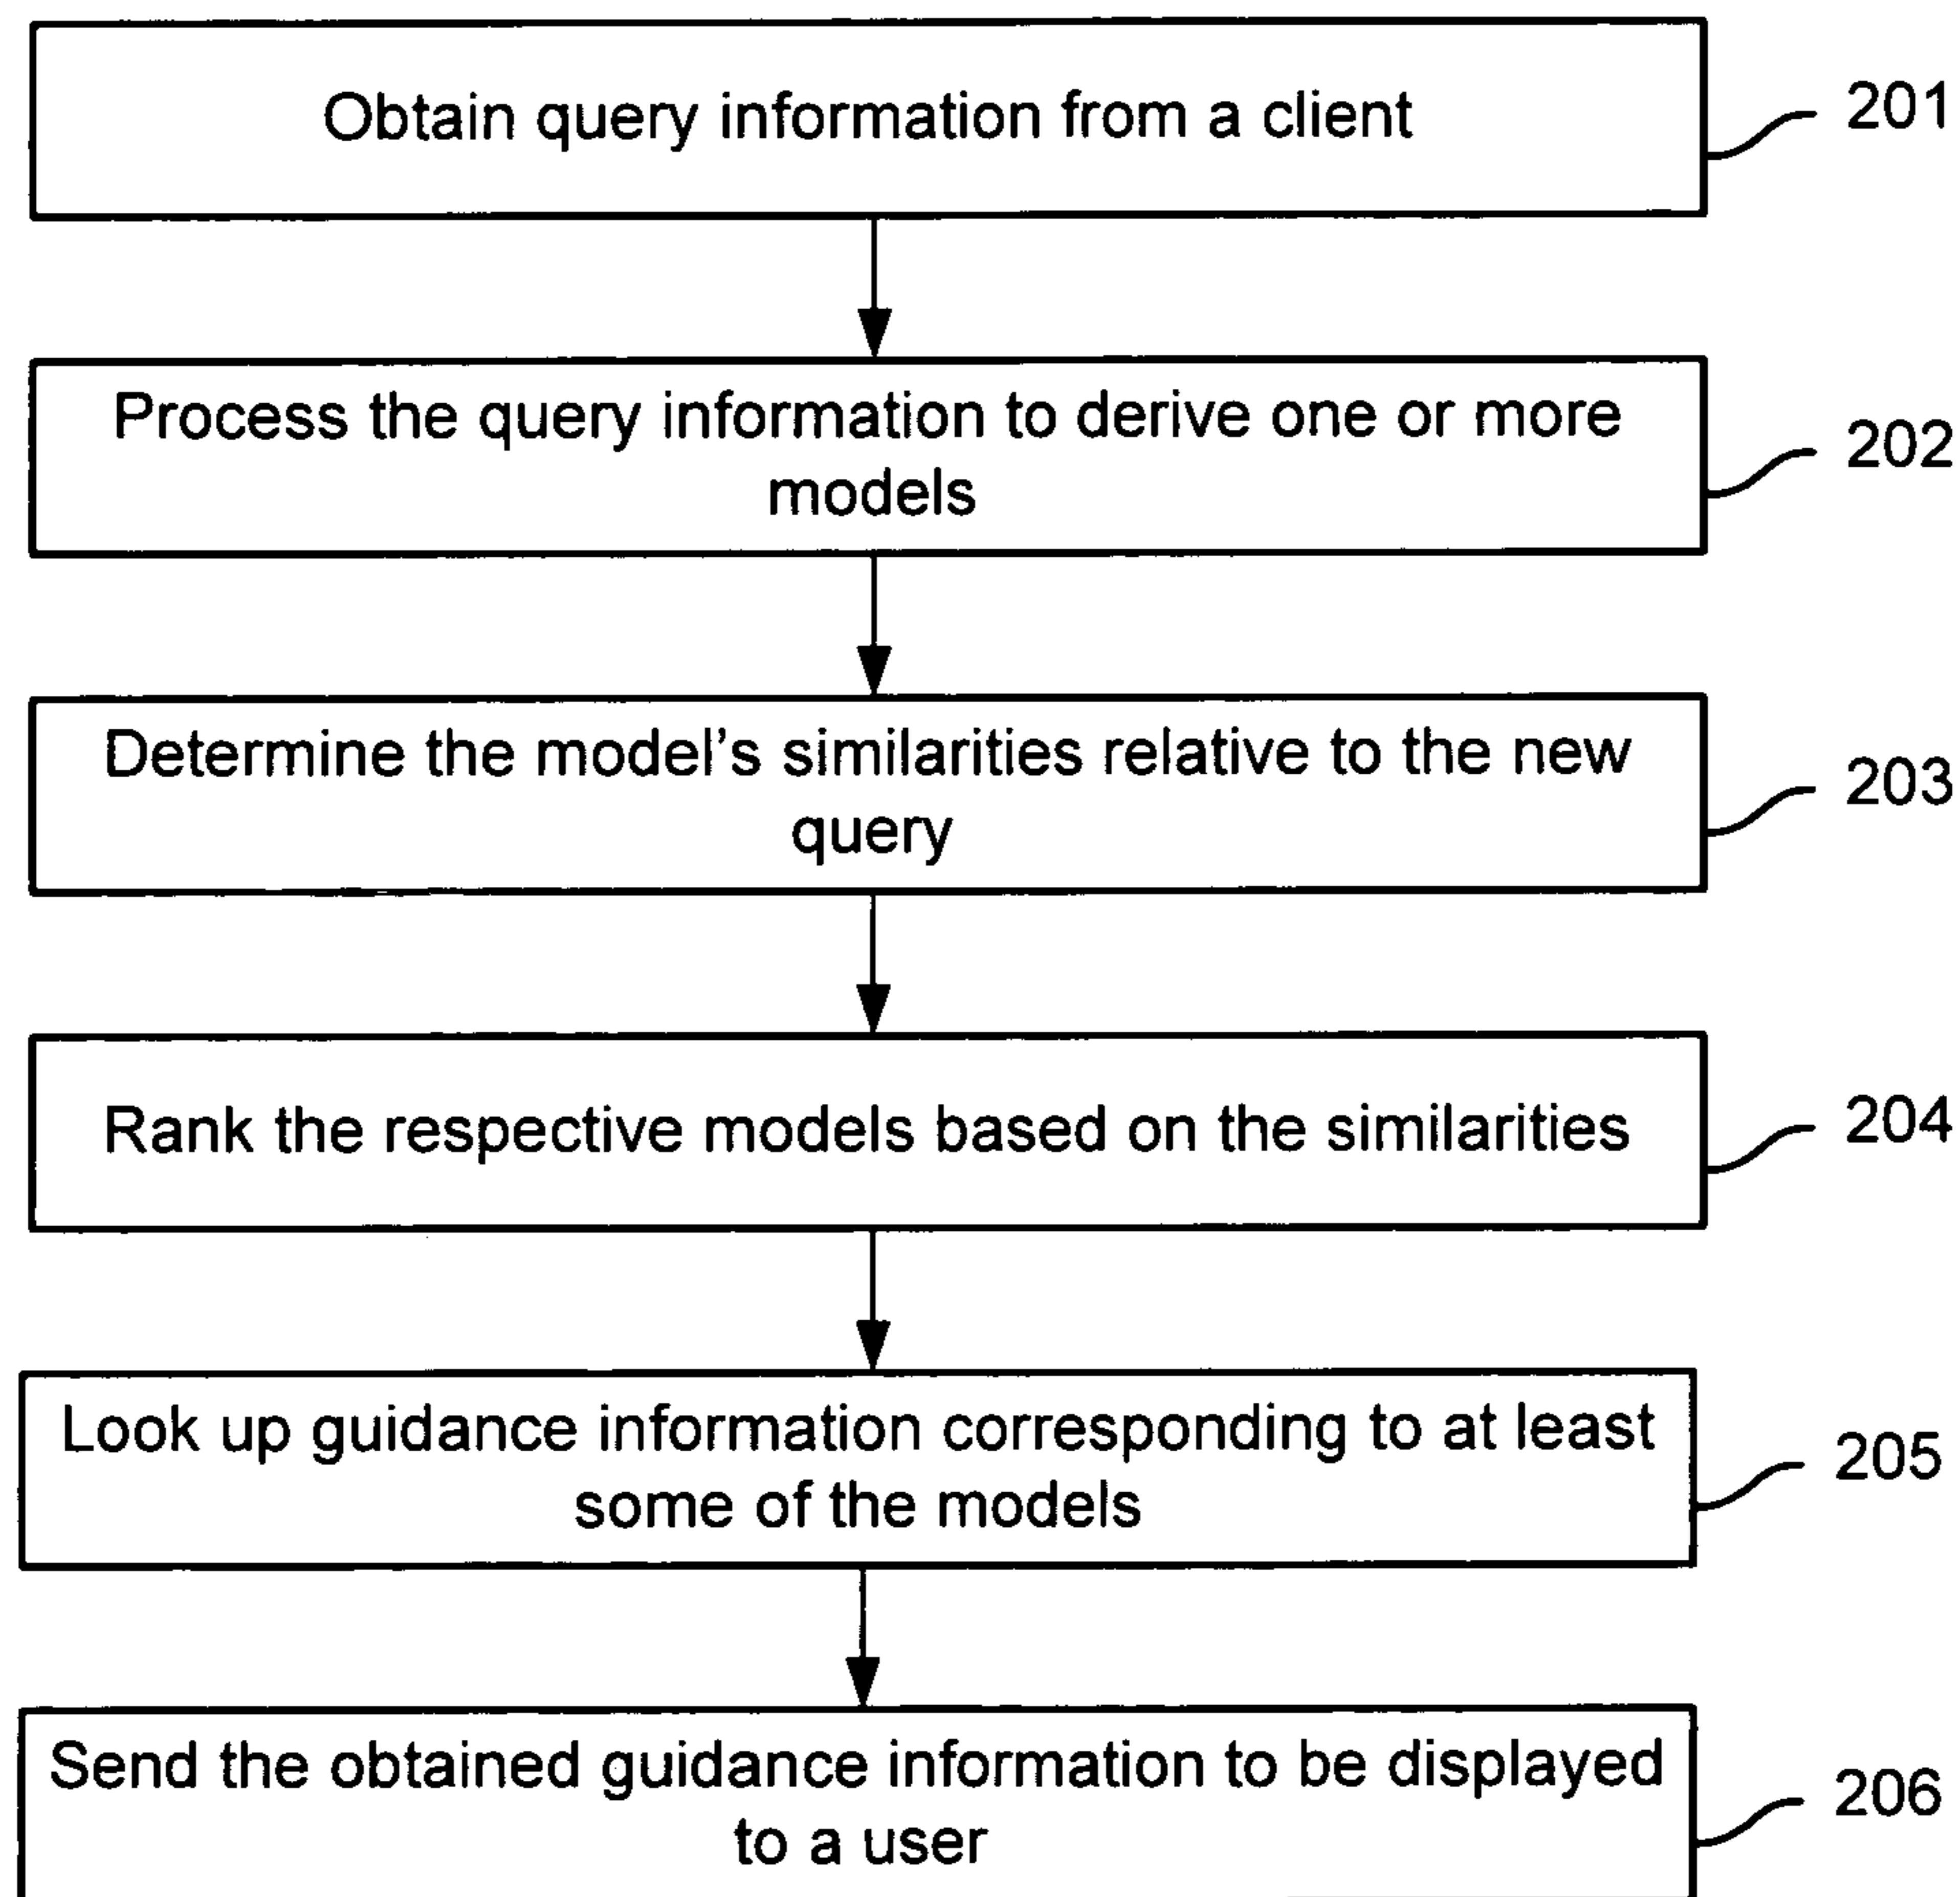 Obtain query information from a client
201
Process the query information to derive one or more
models
202
Determine the model's similarities relative to the new
query
203
Rank the respective models based on the similarities
204
Look up guidance information corresponding to at least
some of the models
205
Send the obtained guidance information to be displayed
to a user
206